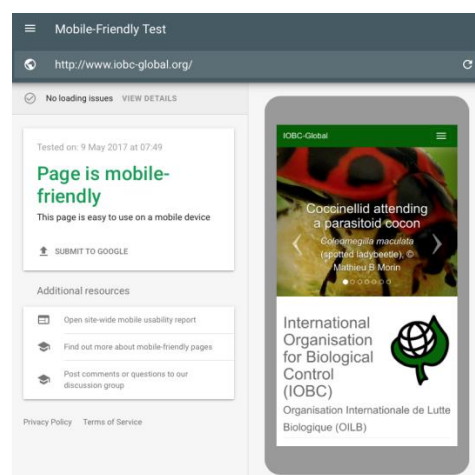 Mobile-Friendly Test
http://www.iobc-global.org/
No loading issues VIEW DETAILS
Tested on: 9 May 2017 at 07:49
Page is mobile-
friendly
This page is easy to use on a mobile device
SUBMIT TO GOOGLE
Additional resources
Open site-wide mobile usability report
Find out more about mobile-friendly pages
Post comments or questions to our
discussion group
Privacy Policy Terms of Service
IOBC-Global
Coccinellid attending
a parasitoid cocon
Coleomegilla maculata
(spotted ladybeetle), ©
Mathieu B Morin
International
Organisation
for Biological
Control
(IOBC)
Organisation Internationale de Lutte
Biologique (OILB)